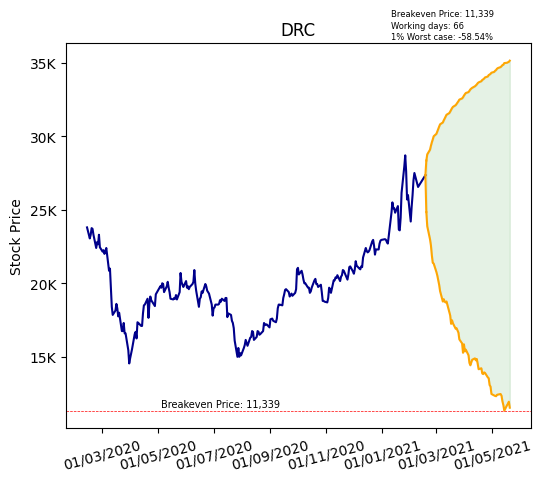 Breakeven Price: 11,339
Working days: 66
1% Worst case: -58.54%
DRC
Stock Price
35K
30K
25K
20K
15K
Breakeven Price: 11,339
01/03/2020
01/05/2020
01/07/2020
01/09/2020
01/11/2020
01/01/2021
01/03/2021
01/05/2021